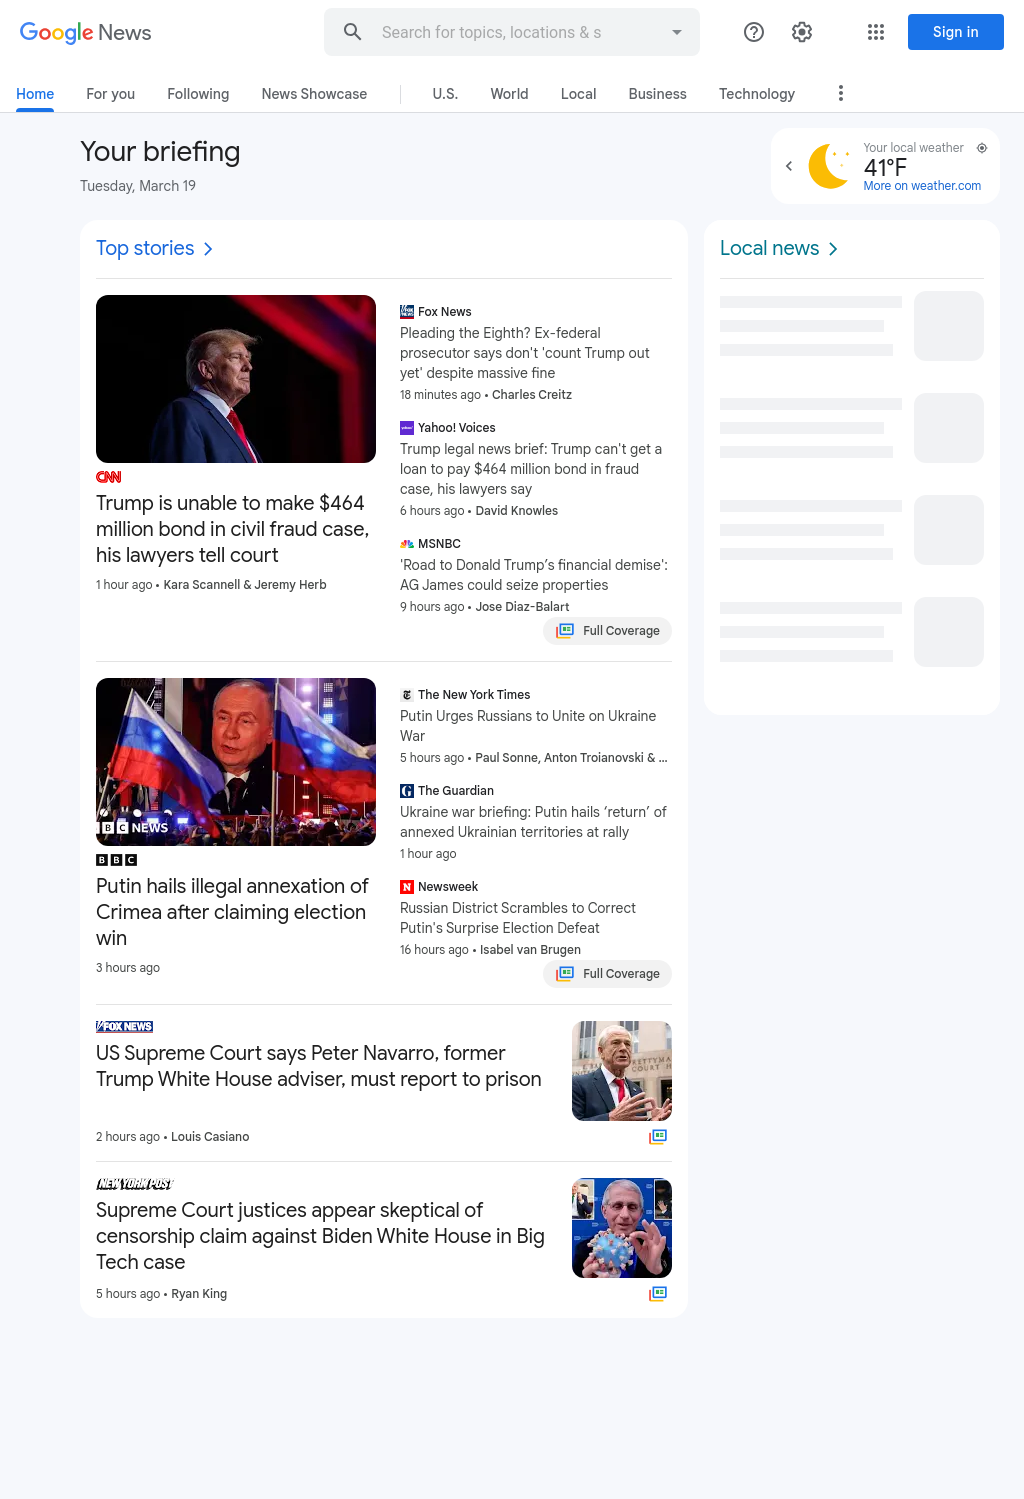 Google News
Search for topics, locations & s
Sign in
Home For you Following News Showcase U.S. World Local Business Technology
Your briefing
Tuesday, March 19
Your local weather
41°F
More on weather.com
Top stories
Local news
CNN
Trump is unable to make $464
million bond in civil fraud case,
his lawyers tell court
1 hour ago • Kara Scannell & Jeremy Herb
Fox News
Pleading the Eighth? Ex-federal
prosecutor says don't 'count Trump out
yet' despite massive fine
18 minutes ago • Charles Creitz
Yahoo! Voices
Trump legal news brief: Trump can't get a
loan to pay $464 million bond in fraud
case, his lawyers say
6 hours ago • David Knowles
MSNBC
'Road to Donald Trump’s financial demise':
AG James could seize properties
9 hours ago • Jose Diaz-Balart
Full Coverage
BBC NEWS
BBC
Putin hails illegal annexation of
Crimea after claiming election
win
3 hours ago
The New York Times
Putin Urges Russians to Unite on Ukraine
War
5 hours ago • Paul Sonne, Anton Troianovski & ...
The Guardian
Ukraine war briefing: Putin hails ‘return’ of
annexed Ukrainian territories at rally
1 hour ago
Newsweek
Russian District Scrambles to Correct
Putin's Surprise Election Defeat
16 hours ago • Isabel van Brugen
Full Coverage
FOX NEWS
US Supreme Court says Peter Navarro, former
Trump White House adviser, must report to prison
2 hours ago • Louis Casiano
NEW YORK POST
Supreme Court justices appear skeptical of
censorship claim against Biden White House in Big
Tech case
5 hours ago • Ryan King